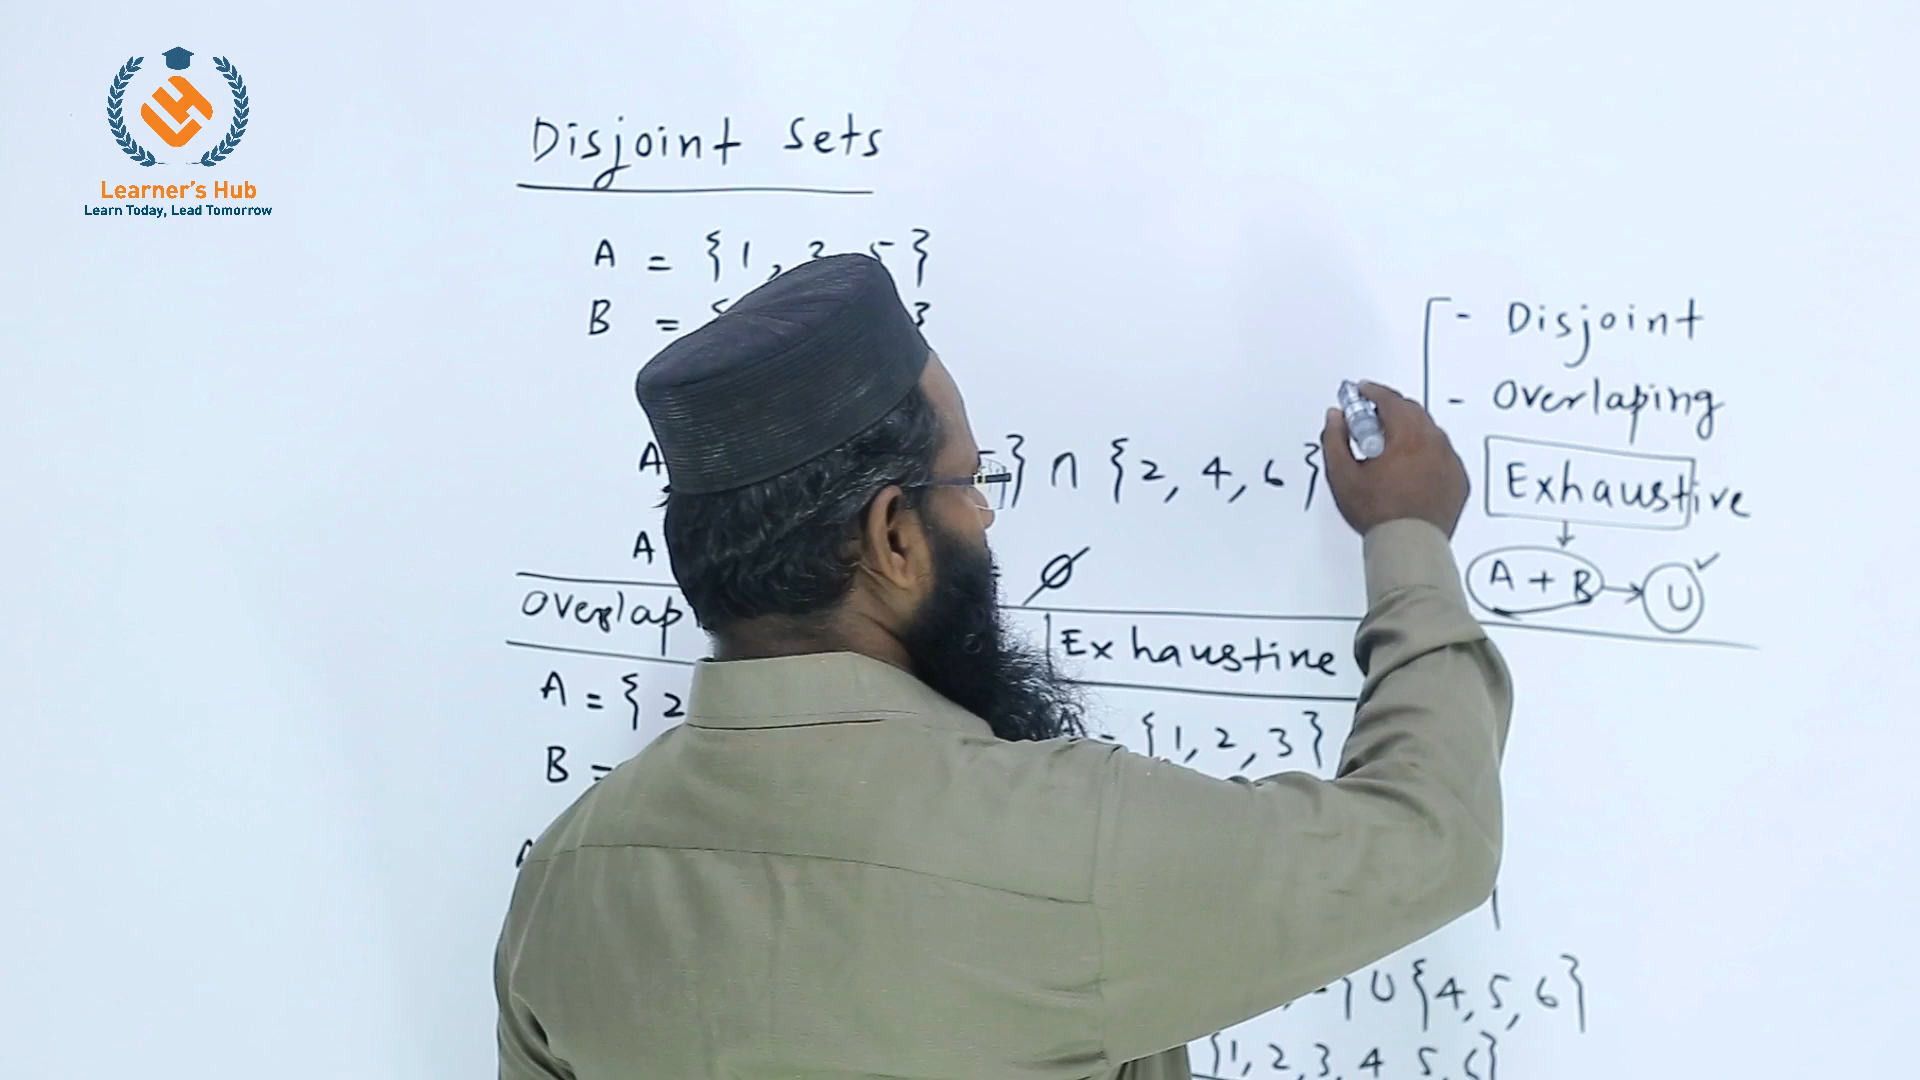 Learner's Hub
Learn Today, Lead Tomorrow
Disjoint Sets
A = {1, 3, 5}
B =
} ∩ {2, 4, 6}
A
∅
- Disjoint
- Overlaping
Exhaustive
A + B → U ✓
Overlap
A = {2
B =
Exhaustine
= {1, 2, 3}
} ∪ {4, 5, 6}
{1, 2, 3, 4 5, 6}